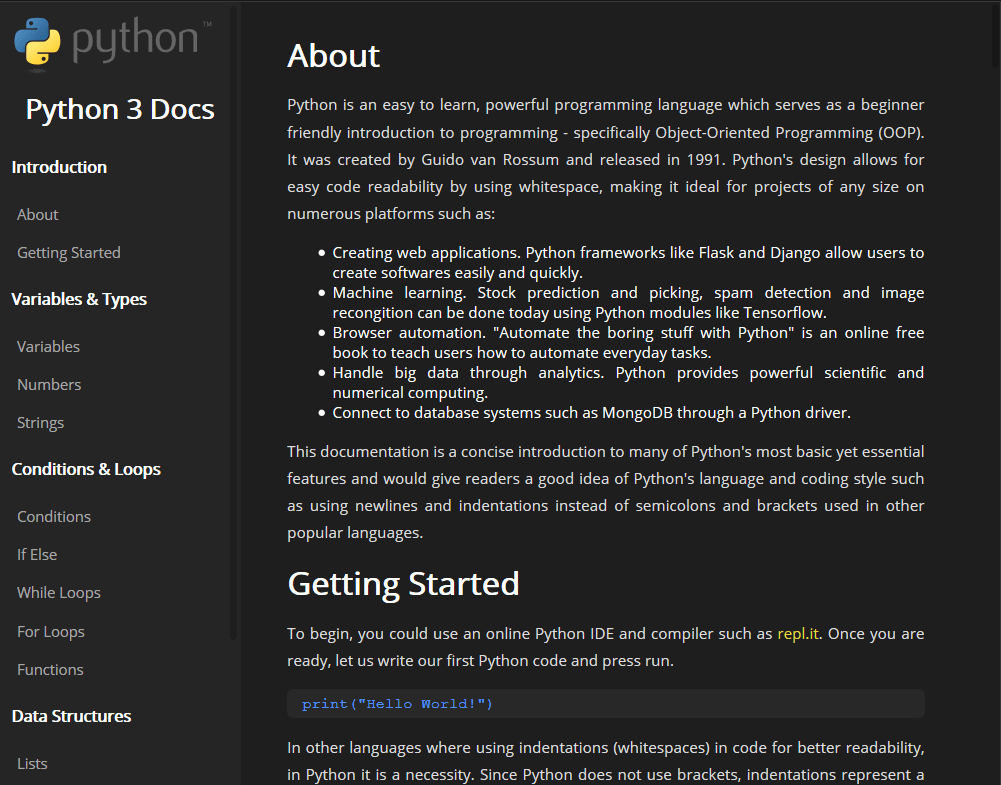 python™
Python 3 Docs
Introduction
About
Getting Started
Variables & Types
Variables
Numbers
Strings
Conditions & Loops
Conditions
If Else
While Loops
For Loops
Functions
Data Structures
Lists
About
Python is an easy to learn, powerful programming language which serves as a beginner
friendly introduction to programming - specifically Object-Oriented Programming (OOP).
It was created by Guido van Rossum and released in 1991. Python's design allows for
easy code readability by using whitespace, making it ideal for projects of any size on
numerous platforms such as:
• Creating web applications. Python frameworks like Flask and Django allow users to
create softwares easily and quickly.
• Machine learning. Stock prediction and picking, spam detection and image
recongition can be done today using Python modules like Tensorflow.
• Browser automation. "Automate the boring stuff with Python" is an online free
book to teach users how to automate everyday tasks.
• Handle big data through analytics. Python provides powerful scientific and
numerical computing.
• Connect to database systems such as MongoDB through a Python driver.
This documentation is a concise introduction to many of Python's most basic yet essential
features and would give readers a good idea of Python's language and coding style such
as using newlines and indentations instead of semicolons and brackets used in other
popular languages.
Getting Started
To begin, you could use an online Python IDE and compiler such as repl.it. Once you are
ready, let us write our first Python code and press run.
print("Hello World!")
In other languages where using indentations (whitespaces) in code for better readability,
in Python it is a necessity. Since Python does not use brackets, indentations represent a